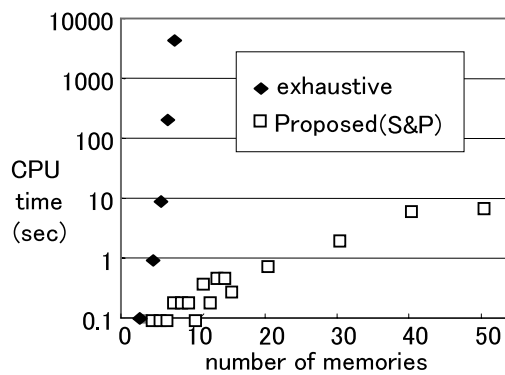 10000
1000
100
10
1
0.1
CPU
time
(sec)
exhaustive
Proposed(S&P)
0 10 20 30 40 50
number of memories